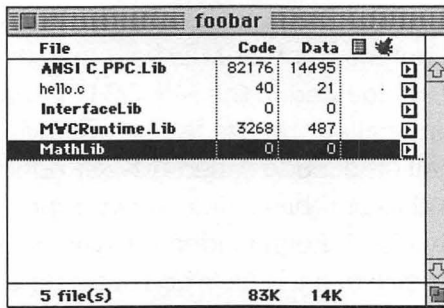 foobar
File Code Data
ANSI C.PPC.Lib 82176 14495
hello.c 40 21
InterfaceLib 0 0
MWCRuntime.Lib 3268 487
MathLib 0 0
5 file(s) 83K 14K